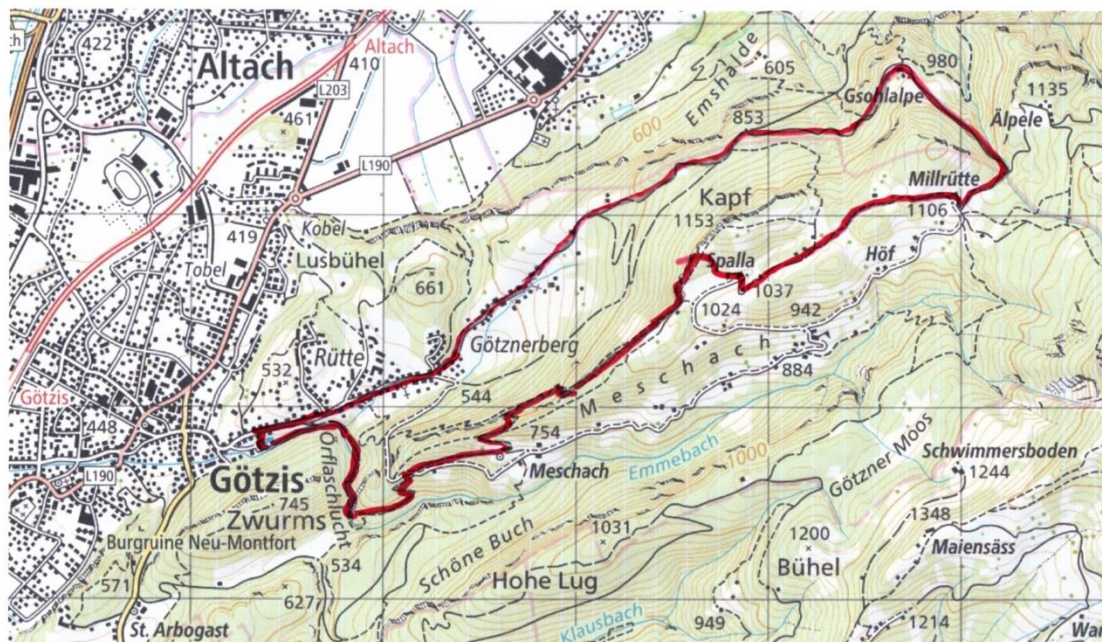 422
Altach
Altach
410
L203
461
L190
419
Tobel
Kobel
Lusbühel
661
Rütte
532
Götznerberg
544
Götzis
448
L190
Götzis
745
Zwurms
Burgruine Neu-Montfort
Örflaschlucht
534
571
627
St. Arbogast
Emshalde
600
605
853
Gsohlalpe
980
1135
Älpele
Millrütte
1106
Kapf
1153
Spalla
1037
1024
942
Höf
Meschach
884
754
Meschach
Emmebach
1000
Götzner Moos
Schwimmersboden
1244
1348
Maiensäss
Schöne Buch
1031
Hohe Lug
1200
Bühel
Klausbach
949
1214